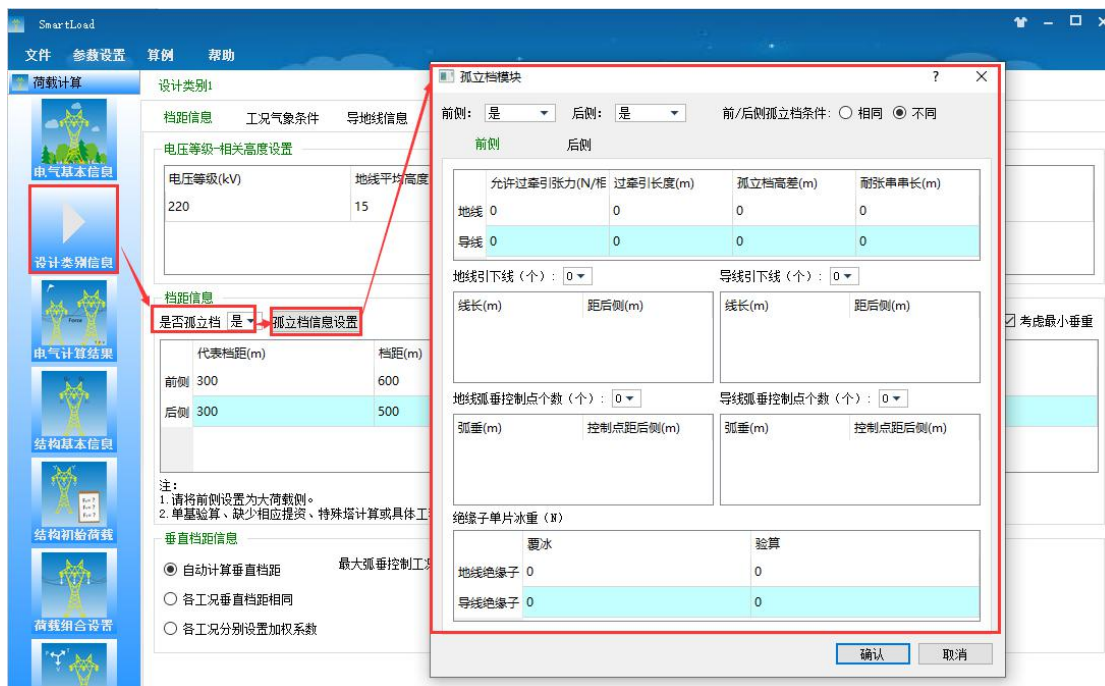 SmartLoad
文件 参数设置 算例 帮助
荷载计算
电气基本信息
设计类别信息
电气计算结果
结构基本信息
结构初始荷载
荷载组合设置
设计类别1
档距信息 工况气象条件 导地线信息
电压等级-相关高度设置
电压等级(kV) 地线平均高度
220 15
档距信息
是否孤立档 是 孤立档信息设置
考虑最小垂重
代表档距(m) 档距(m)
前侧 300 600
后侧 300 500
注：
1.请将前侧设置为大荷载侧。
2.单基验算、缺少相应提资、特殊塔计算或具体工
垂直档距信息
自动计算垂直档距 最大弧垂控制工
各工况垂直档距相同
各工况分别设置加权系数
孤立档模块 ?
前侧： 是 后侧： 是 前/后侧孤立档条件： 相同 不同
前侧 后侧
允许过牵引张力(N/相 过牵引长度(m) 孤立档高差(m) 耐张串串长(m)
地线 0 0 0 0
导线 0 0 0 0
地线引下线（个）： 0 导线引下线（个）： 0
线长(m) 距后侧(m) 线长(m) 距后侧(m)
地线弧垂控制点个数（个）： 0 导线弧垂控制点个数（个）： 0
弧垂(m) 控制点距后侧(m) 弧垂(m) 控制点距后侧(m)
绝缘子单片冰重（N）
覆冰 验算
地线绝缘子 0 0
导线绝缘子 0 0
确认 取消